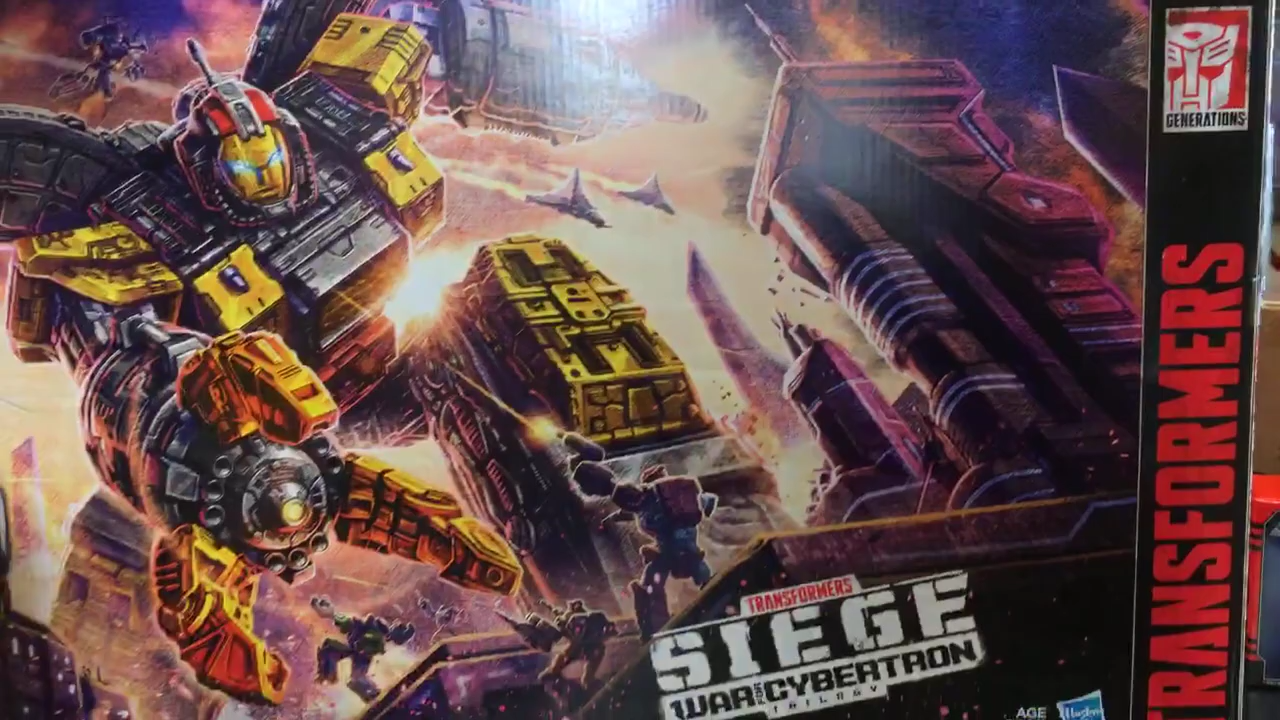 GENERATIONS
TRANSFORMERS
TRANSFORMERS
SIEGE
WAR FOR CYBERTRON
TRILOGY
AGE
Hasbro